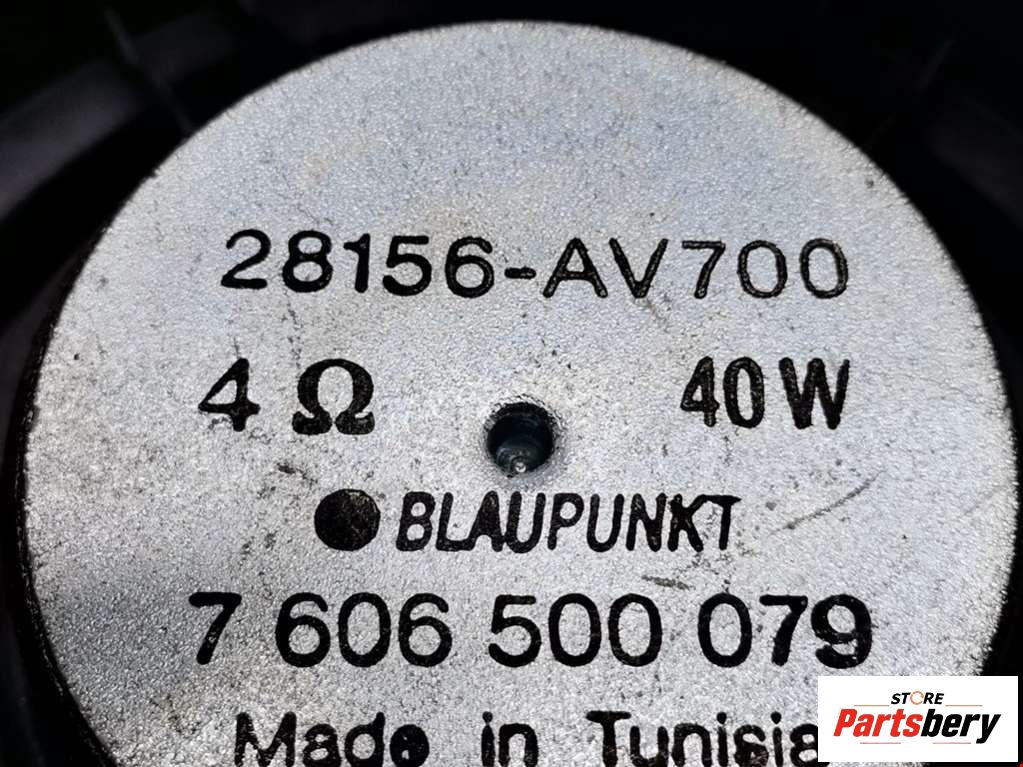 28156-AV700
4 Ω 40W
BLAUPUNKT
7 606 500 079
Made in Tunisia
STORE
Partsbery